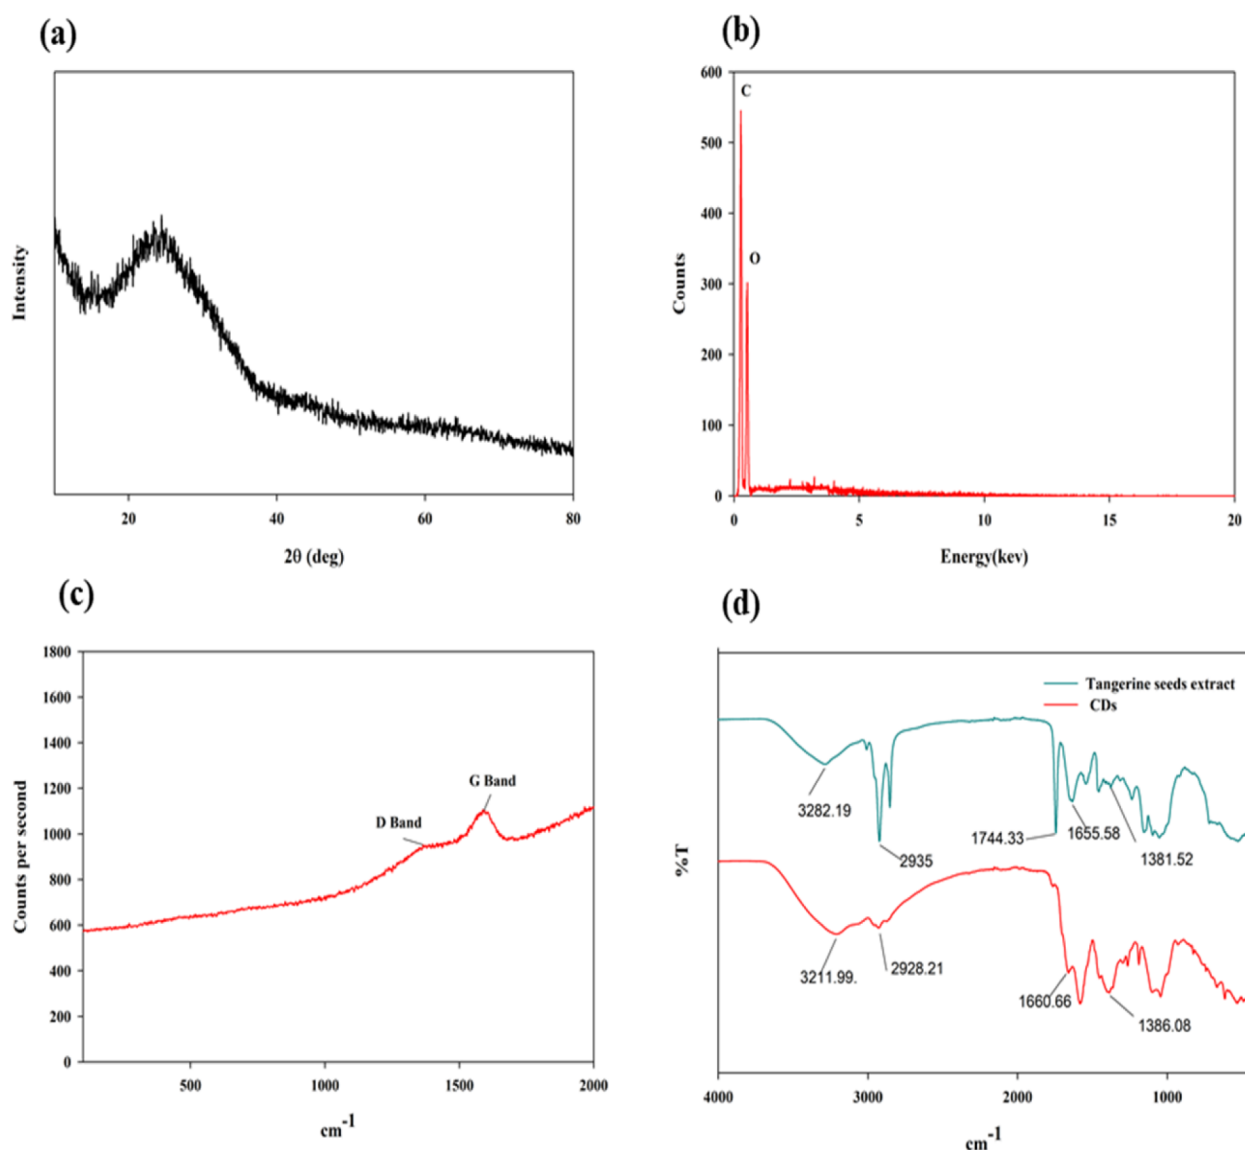 (a)
Intensity
20
40
60
80
2θ (deg)
(b)
600
500
400
300
200
100
0
C
O
Counts
0
5
10
15
20
Energy(kev)
(c)
1800
1600
1400
1200
1000
800
600
400
200
0
G Band
D Band
Counts per second
500
1000
1500
2000
cm-1
(d)
Tangerine seeds extract
CDs
3282.19
2935
1744.33
1655.58
1381.52
%T
3211.99.
2928.21
1660.66
1386.08
4000
3000
2000
1000
cm-1